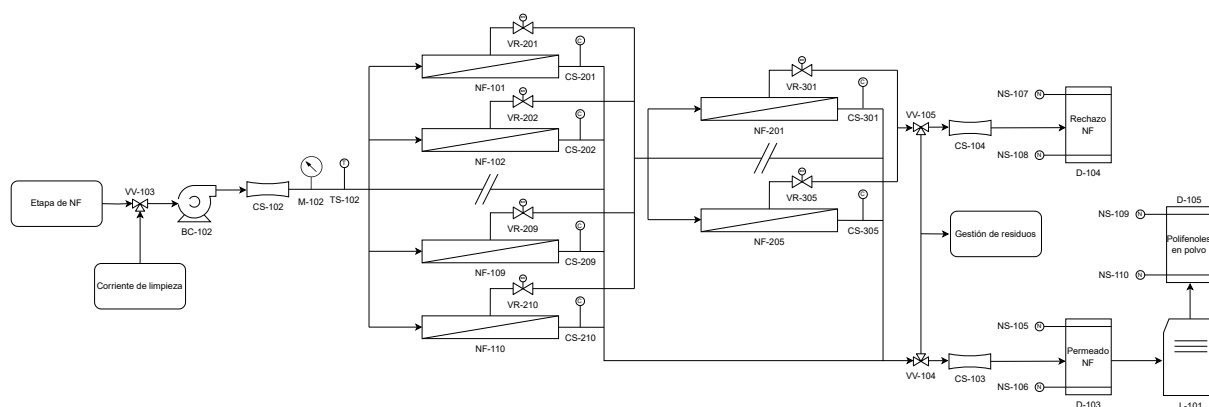 VR-201
CS-201
NF-101
VR-202
CS-202
NF-102
Etapa de NF
VV-103
BC-102
CS-102
M-102
T
TS-102
Corriente de limpieza
VR-209
CS-209
NF-109
VR-210
CS-210
NF-110
C
C
C
C
VR-301
C
CS-301
NF-201
VR-305
C
CS-305
NF-205
VV-105
CS-104
NS-107
N
NS-108
N
Rechazo
NF
D-104
Gestión de residuos
D-105
NS-109
N
Polifenoles
en polvo
NS-110
N
VV-104
CS-103
NS-105
N
NS-106
N
Permeado
NF
D-103
L-101